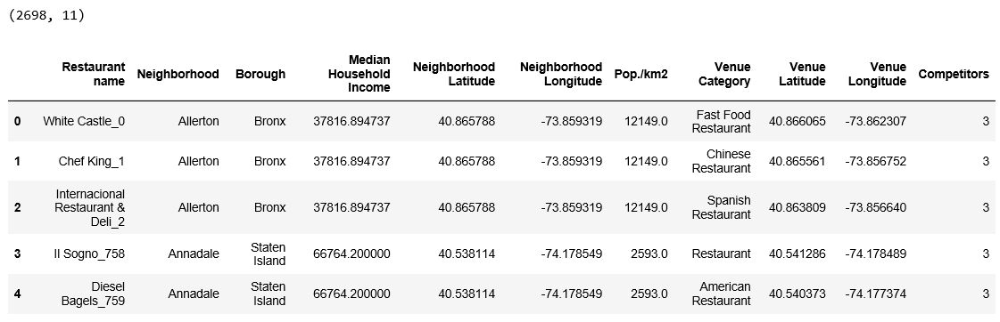 (2698, 11)
Restaurant name Neighborhood Borough Median Household Income Neighborhood Latitude Neighborhood Longitude Pop./km2 Venue Category Venue Latitude Venue Longitude Competitors
0 White Castle_0 Allerton Bronx 37816.894737 40.865788 -73.859319 12149.0 Fast Food Restaurant 40.866065 -73.862307 3
1 Chef King_1 Allerton Bronx 37816.894737 40.865788 -73.859319 12149.0 Chinese Restaurant 40.865561 -73.856752 3
2 Internacional Restaurant & Deli_2 Allerton Bronx 37816.894737 40.865788 -73.859319 12149.0 Spanish Restaurant 40.863809 -73.856640 3
3 Il Sogno_758 Annadale Staten Island 66764.200000 40.538114 -74.178549 2593.0 Restaurant 40.541286 -74.178489 3
4 Diesel Bagels_759 Annadale Staten Island 66764.200000 40.538114 -74.178549 2593.0 American Restaurant 40.540373 -74.177374 3